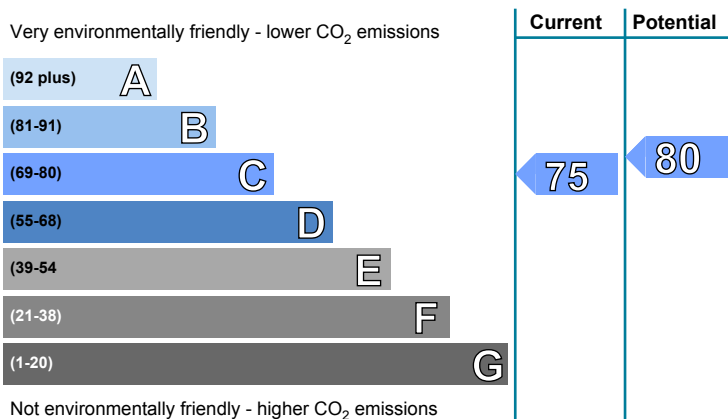 Very environmentally friendly - lower CO2 emissions
Current
Potential
(92 plus) A
(81-91) B
(69-80) C
(55-68) D
(39-54 E
(21-38) F
(1-20) G
75
80
Not environmentally friendly - higher CO2 emissions